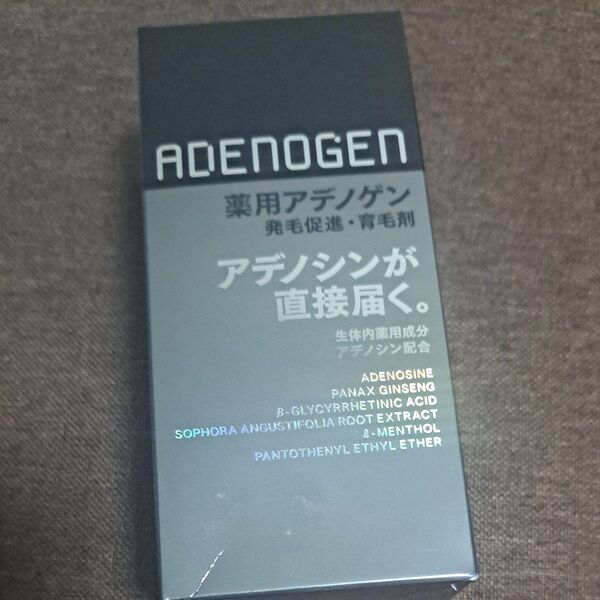 ADENOGEN
薬用アデノゲン
発毛促進・育毛剤
アデノシンが
直接届く。
生体内薬用成分
アデノシン配合
ADENOSINE
PANAX GINSENG
β-GLYCYRRHETINIC ACID
SOPHORA ANGUSTIFOLIA ROOT EXTRACT
ℓ-MENTHOL
PANTOTHENYL ETHYL ETHER